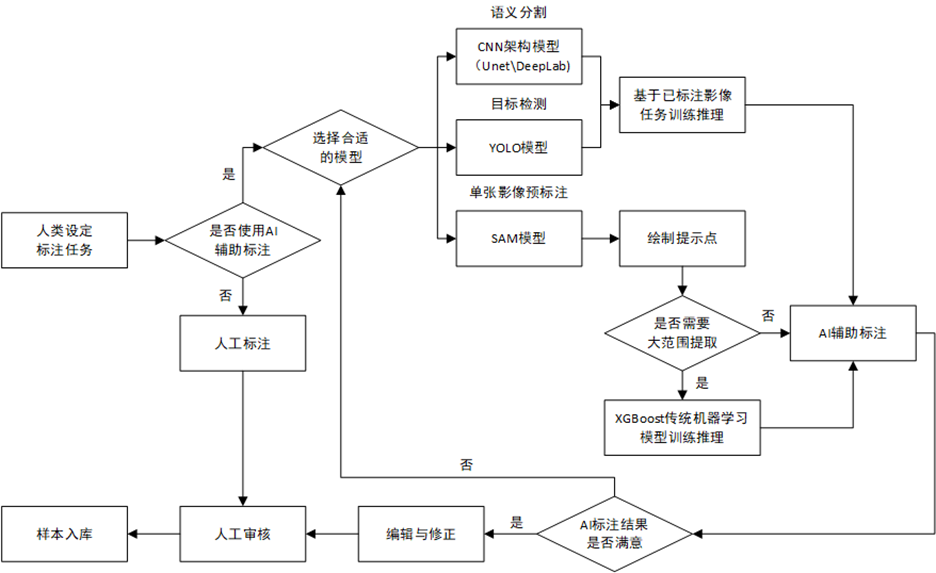 语义分割
CNN架构模型
（Unet\DeepLab)
目标检测
YOLO模型
基于已标注影像
任务训练推理
选择合适
的模型
是
单张影像预标注
SAM模型
绘制提示点
人类设定
标注任务
是否使用AI
辅助标注
否
人工标注
是否需要
大范围提取
否
AI辅助标注
是
XGBoost传统机器学习
模型训练推理
否
样本入库
人工审核
编辑与修正
是
AI标注结果
是否满意